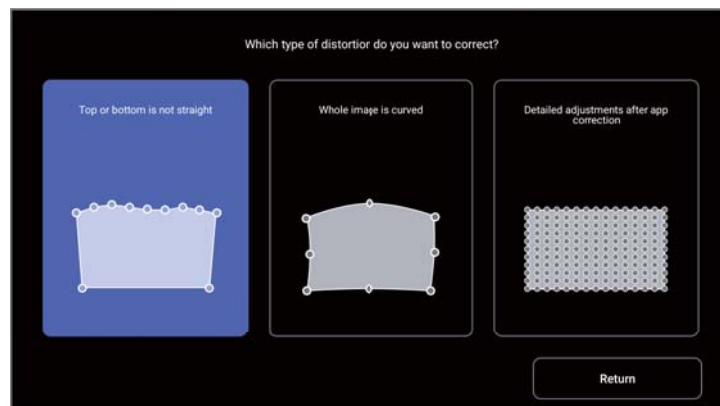 Which type of distortior do you want to correct?
Top or bottom is not straight
Whole image is curved
Detailed adjustments after app
correction
Return